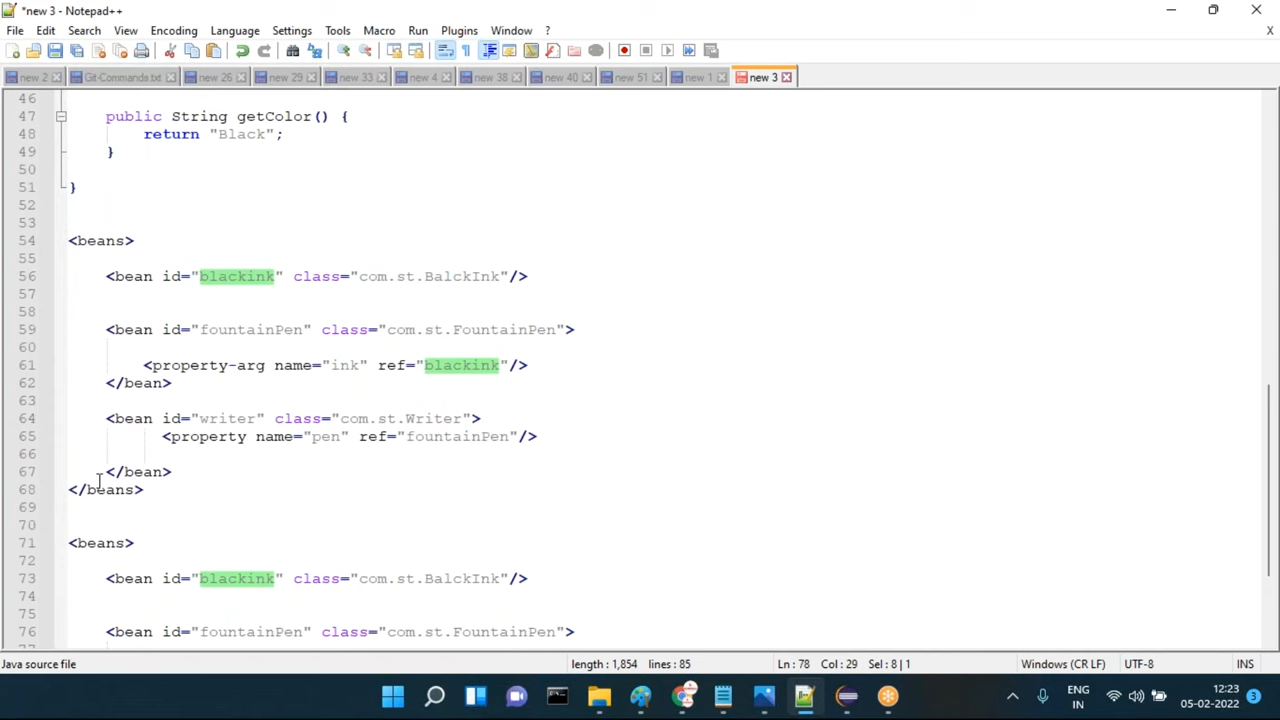 *new 3 - Notepad++
File Edit Search View Encoding Language Settings Tools Macro Run Plugins Window ? X
new 2 Git-Commands.txt new 26 new 29 new 33 new 4 new 38 new 40 new 51 new 1 new 3
46
47 public String getColor() {
48 return "Black";
49 }
50
51 }
52
53
54 <beans>
55
56 <bean id="blackink" class="com.st.BalckInk"/>
57
58
59 <bean id="fountainPen" class="com.st.FountainPen">
60
61 <property-arg name="ink" ref="blackink"/>
62 </bean>
63
64 <bean id="writer" class="com.st.Writer">
65 <property name="pen" ref="fountainPen"/>
66
67 </bean>
68 </beans>
69
70
71 <beans>
72
73 <bean id="blackink" class="com.st.BalckInk"/>
74
75
76 <bean id="fountainPen" class="com.st.FountainPen">
77
Java source file length : 1,854 lines : 85 Ln : 78 Col : 29 Sel : 8 | 1 Windows (CR LF) UTF-8 INS
ENG 12:23
IN 05-02-2022 3